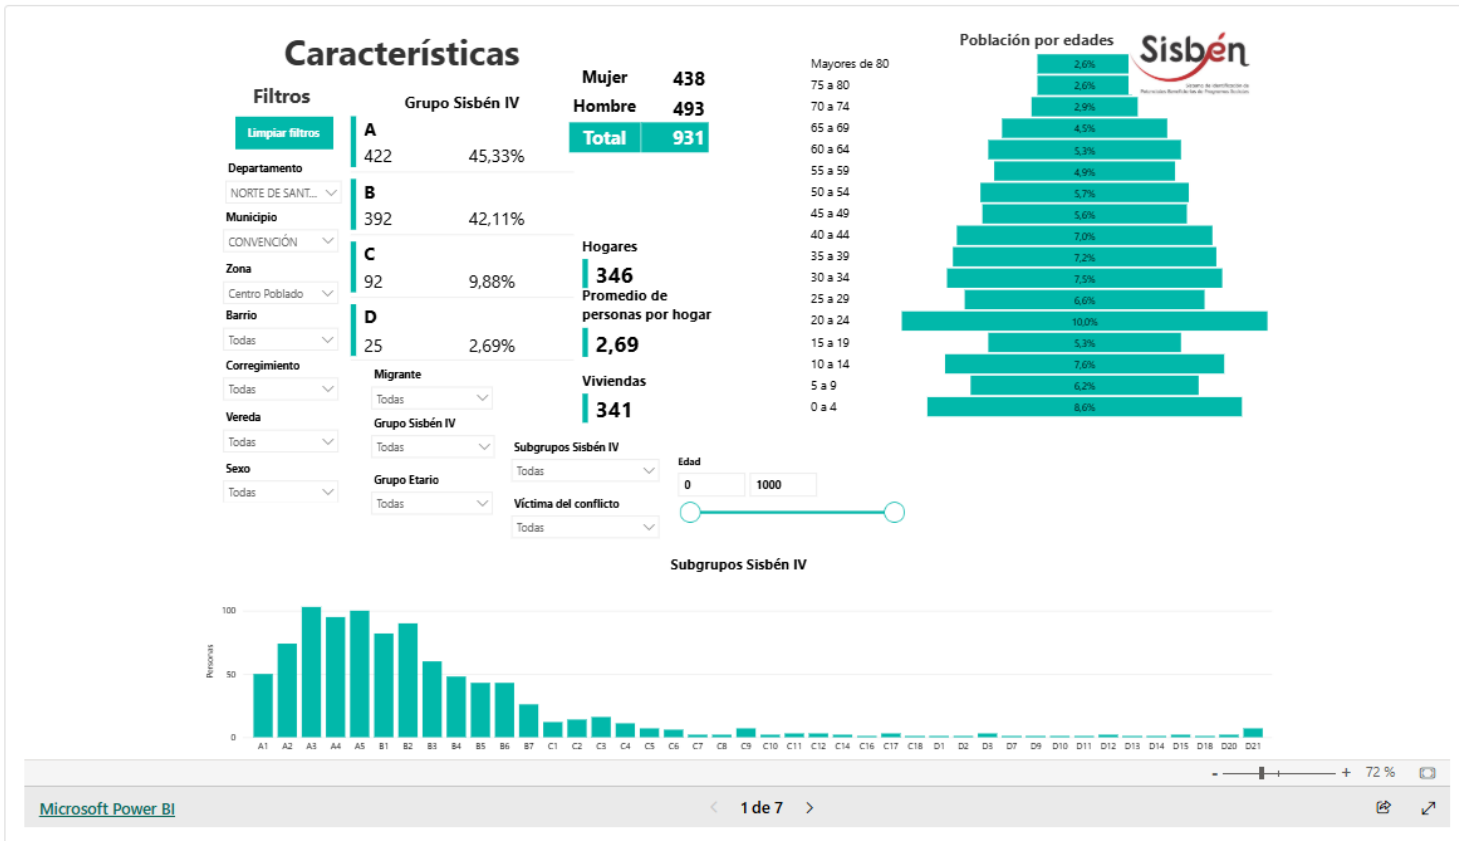 Características
Filtros
Limpiar filtros
Departamento
NORTE DE SANT...
Municipio
CONVENCIÓN
Zona
Centro Poblado
Barrio
Todas
Corregimiento
Todas
Vereda
Todas
Sexo
Todas
Grupo Sisbén IV
A
422 45,33%
B
392 42,11%
C
92 9,88%
D
25 2,69%
Migrante
Todas
Grupo Sisbén IV
Todas
Grupo Etario
Todas
Mujer 438
Hombre 493
Total 931
Hogares
346
Promedio de
personas por hogar
2,69
Viviendas
341
Subgrupos Sisbén IV
Todas
Víctima del conflicto
Todas
Edad
0 1000
Población por edades
Sisbén
Sistema de Identificación de
Potenciales Beneficiarios de Programas Sociales
Mayores de 80 2,6%
75 a 80 2,6%
70 a 74 2,9%
65 a 69 4,5%
60 a 64 5,3%
55 a 59 4,9%
50 a 54 5,7%
45 a 49 5,6%
40 a 44 7,0%
35 a 39 7,2%
30 a 34 7,5%
25 a 29 6,6%
20 a 24 10,0%
15 a 19 5,3%
10 a 14 7,6%
5 a 9 6,2%
0 a 4 8,6%
Subgrupos Sisbén IV
Personas
100
50
0
A1 A2 A3 A4 A5 B1 B2 B3 B4 B5 B6 B7 C1 C2 C3 C4 C5 C6 C7 C8 C9 C10 C11 C12 C14 C16 C17 C18 D1 D2 D3 D7 D9 D10 D11 D12 D13 D14 D15 D18 D20 D21
- + 72 %
Microsoft Power BI
1 de 7